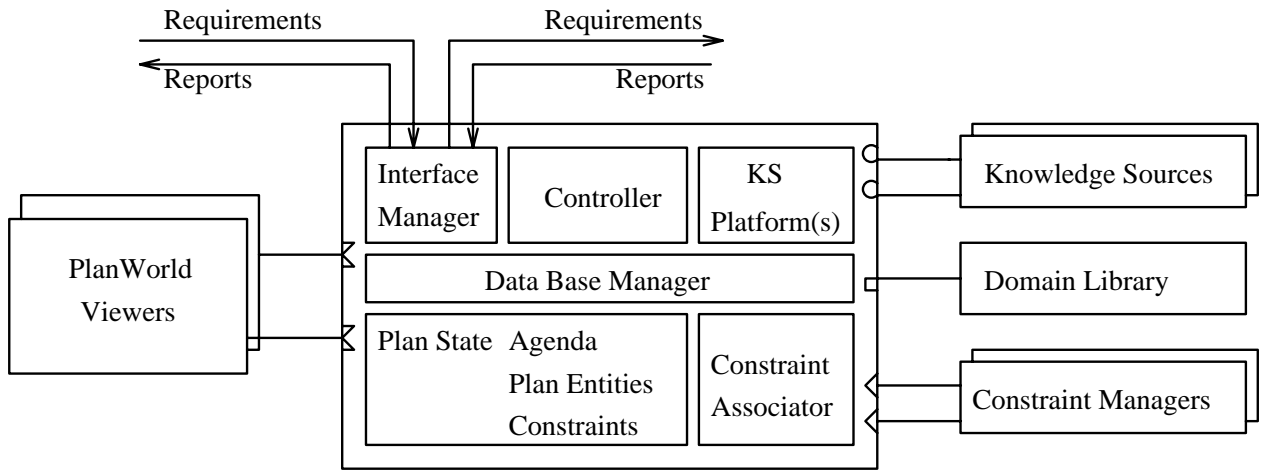 Requirements
Requirements
Reports
Reports
Interface
Manager
Controller
KS
Platform(s)
Knowledge Sources
PlanWorld
Viewers
Data Base Manager
Domain Library
Plan State
Agenda
Plan Entities
Constraints
Constraint
Associator
Constraint Managers